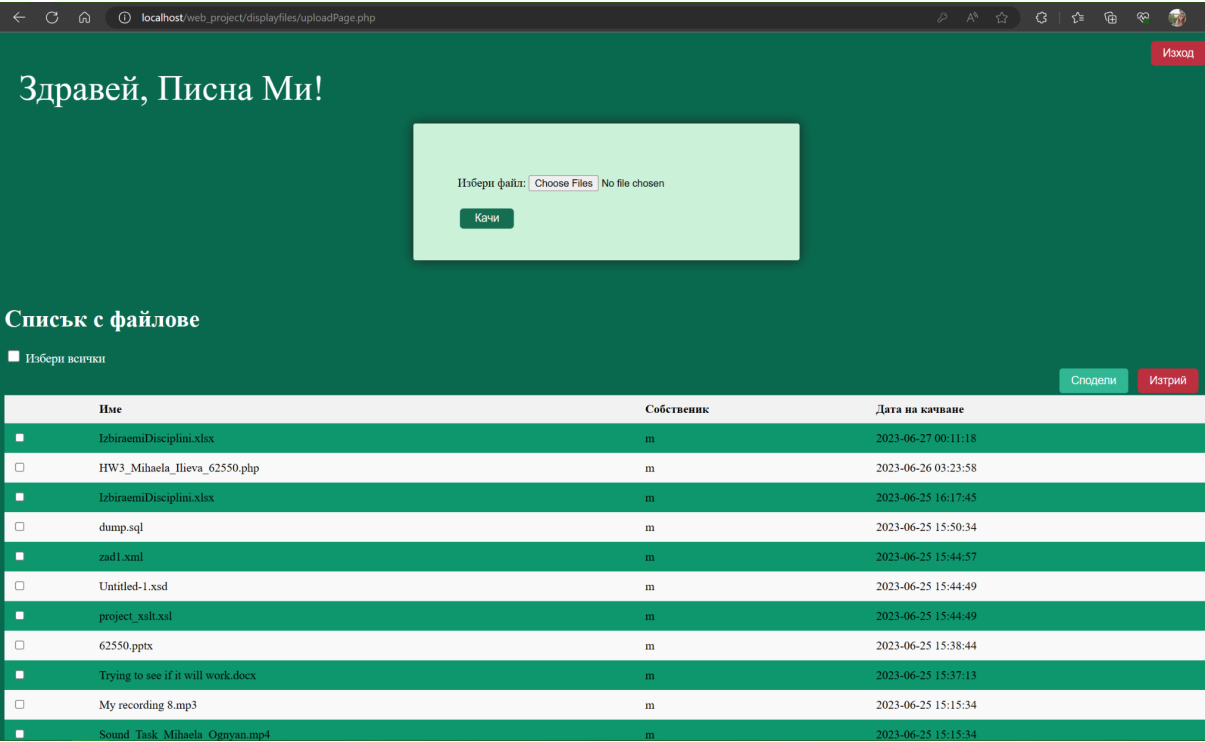 localhost/web_project/displayfiles/uploadPage.php
Изход
Здравей, Писна Ми!
Избери файл: Choose Files No file chosen
Качи
Списък с файлове
Избери всички
Сподели Изтрий
Име Собственик Дата на качване
IzbiraemiDisciplini.xlsx m 2023-06-27 00:11:18
HW3_Mihaela_Ilieva_62550.php m 2023-06-26 03:23:58
IzbiraemiDisciplini.xlsx m 2023-06-25 16:17:45
dump.sql m 2023-06-25 15:50:34
zad1.xml m 2023-06-25 15:44:57
Untitled-1.xsd m 2023-06-25 15:44:49
project_xslt.xsl m 2023-06-25 15:44:49
62550.pptx m 2023-06-25 15:38:44
Trying to see if it will work.docx m 2023-06-25 15:37:13
My recording 8.mp3 m 2023-06-25 15:15:34
Sound_Task_Mihaela_Ognyan.mp4 m 2023-06-25 15:15:34